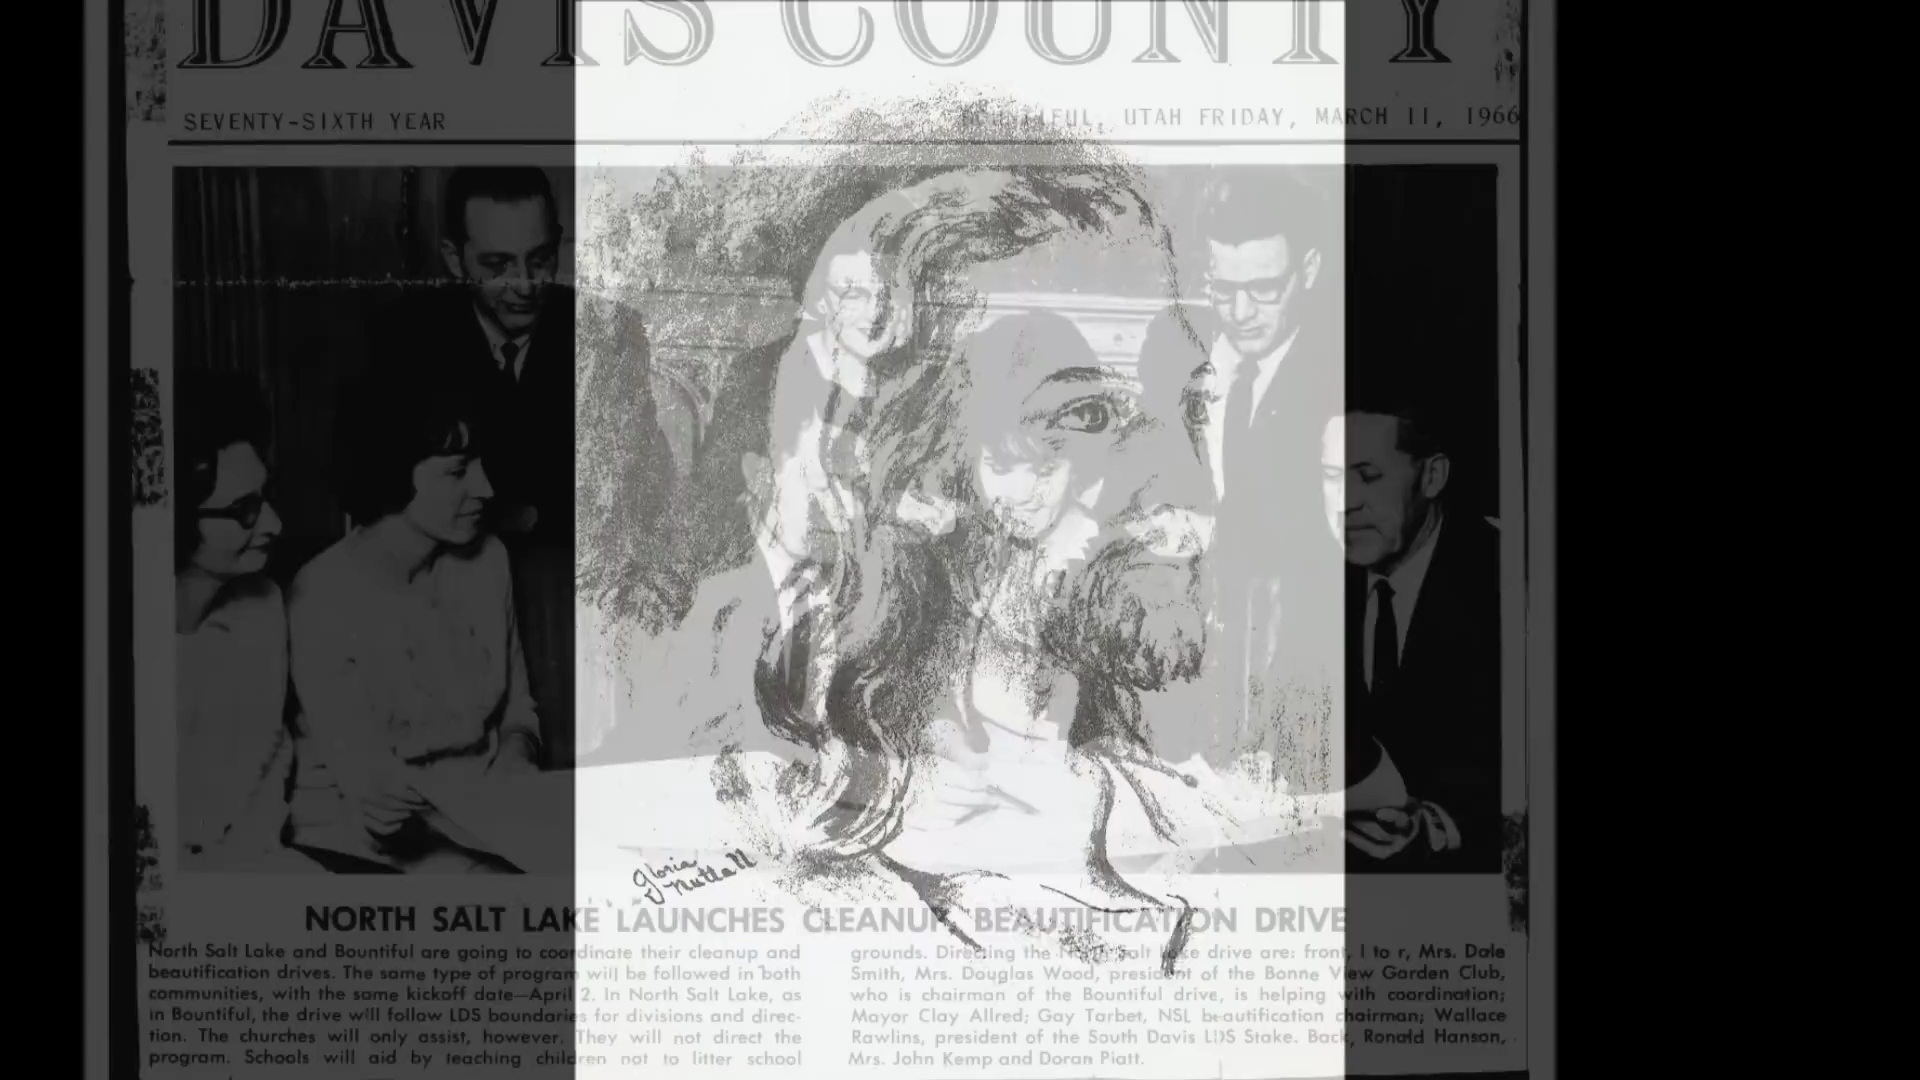 DAVIS COUNTY
SEVENTY-SIXTH YEAR
BOUNTIFUL, UTAH FRIDAY, MARCH 11, 1966
Gloria
Nuttall
NORTH SALT LAKE LAUNCHES CLEANUP, BEAUTIFICATION DRIVE
North Salt Lake and Bountiful are going to coordinate their cleanup and
beautification drives. The same type of program will be followed in both
communities, with the same kickoff date—April 2. In North Salt Lake, as
in Bountiful, the drive will follow LDS boundaries for divisions and direc-
tion. The churches will only assist, however. They will not direct the
program. Schools will aid by teaching children not to litter school
grounds. Directing the North Salt Lake drive are: front, l to r, Mrs. Dale
Smith, Mrs. Douglas Wood, president of the Bonne View Garden Club,
who is chairman of the Bountiful drive, is helping with coordination;
Mayor Clay Allred; Gay Tarbet, NSL beautification chairman; Wallace
Rawlins, president of the South Davis LDS Stake. Back, Ronald Hanson,
Mrs. John Kemp and Doran Piatt.